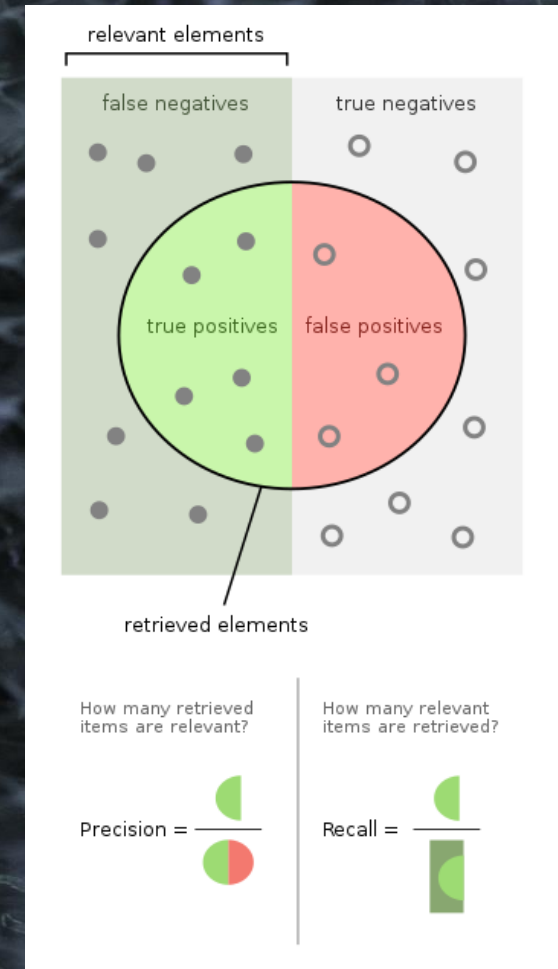 relevant elements
false negatives
true negatives
true positives
false positives
retrieved elements
How many retrieved
items are relevant?
Precision =
How many relevant
items are retrieved?
Recall =